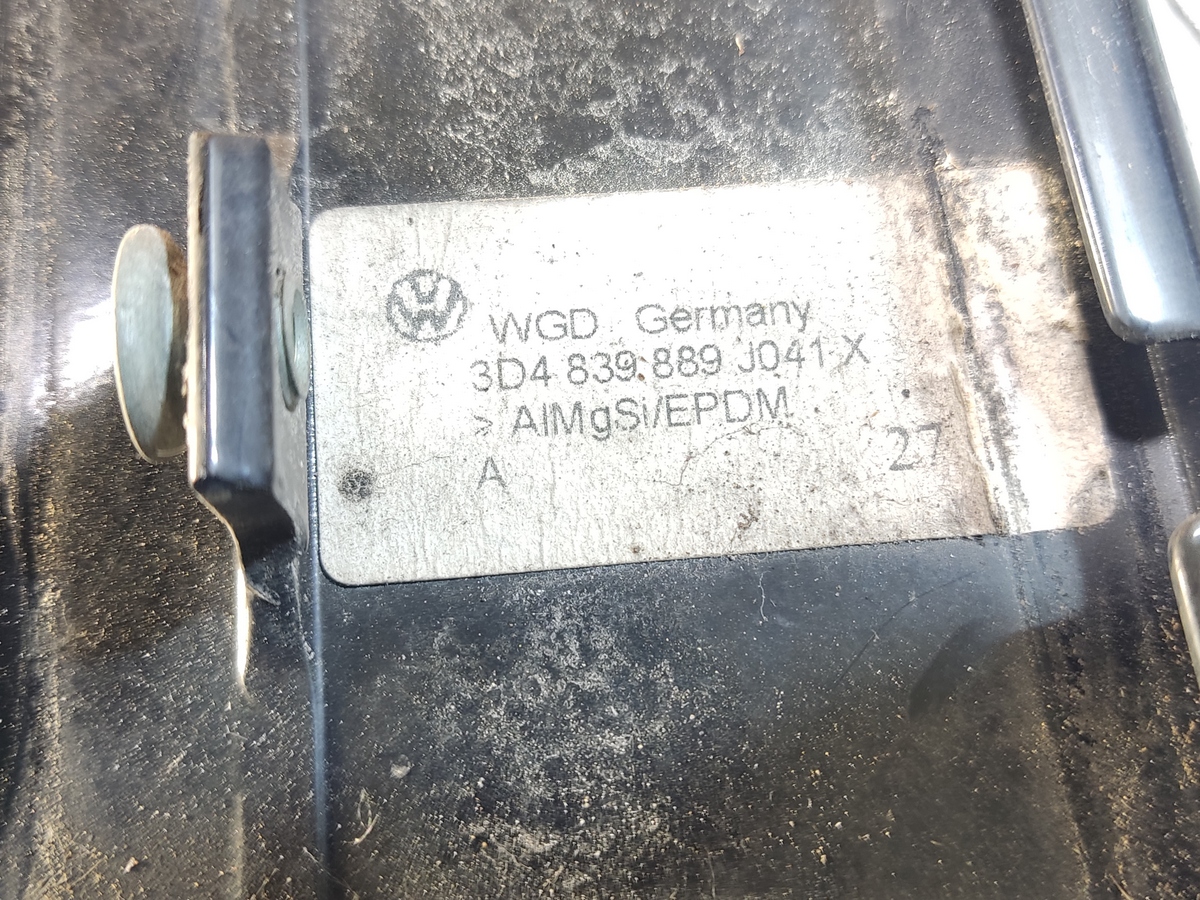 WGD Germany
3D4 839 889 J041 X
> AlMgSi/EPDM
A 27